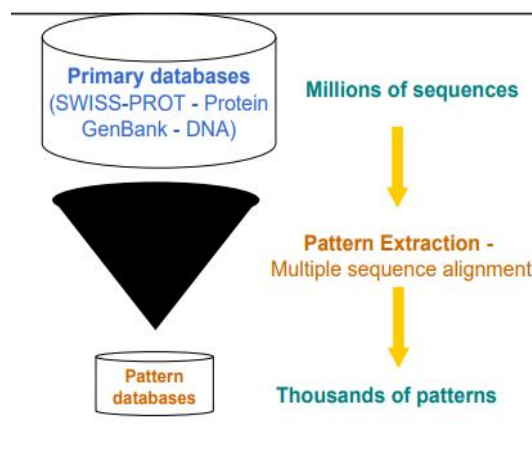 Primary databases
(SWISS-PROT - Protein
GenBank - DNA)
Millions of sequences
Pattern Extraction -
Multiple sequence alignment
Pattern
databases
Thousands of patterns